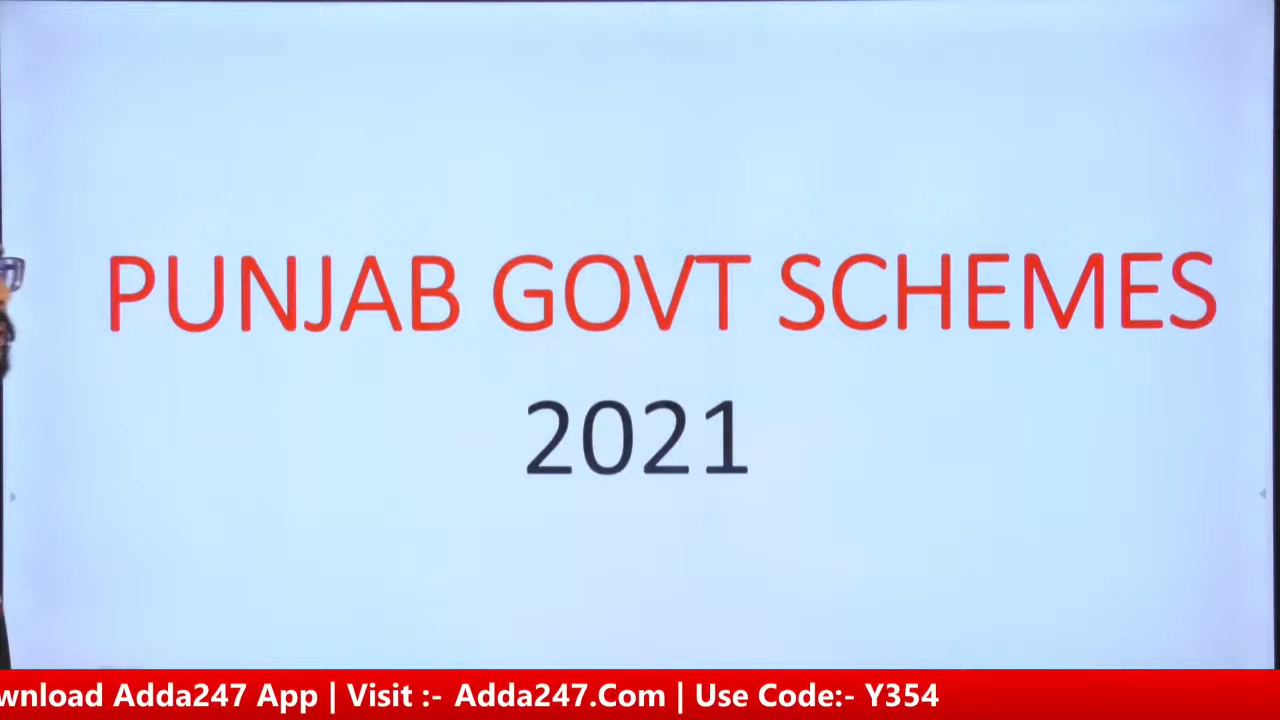 PUNJAB GOVT SCHEMES
2021
wnload Adda247 App | Visit :- Adda247.Com | Use Code:- Y354